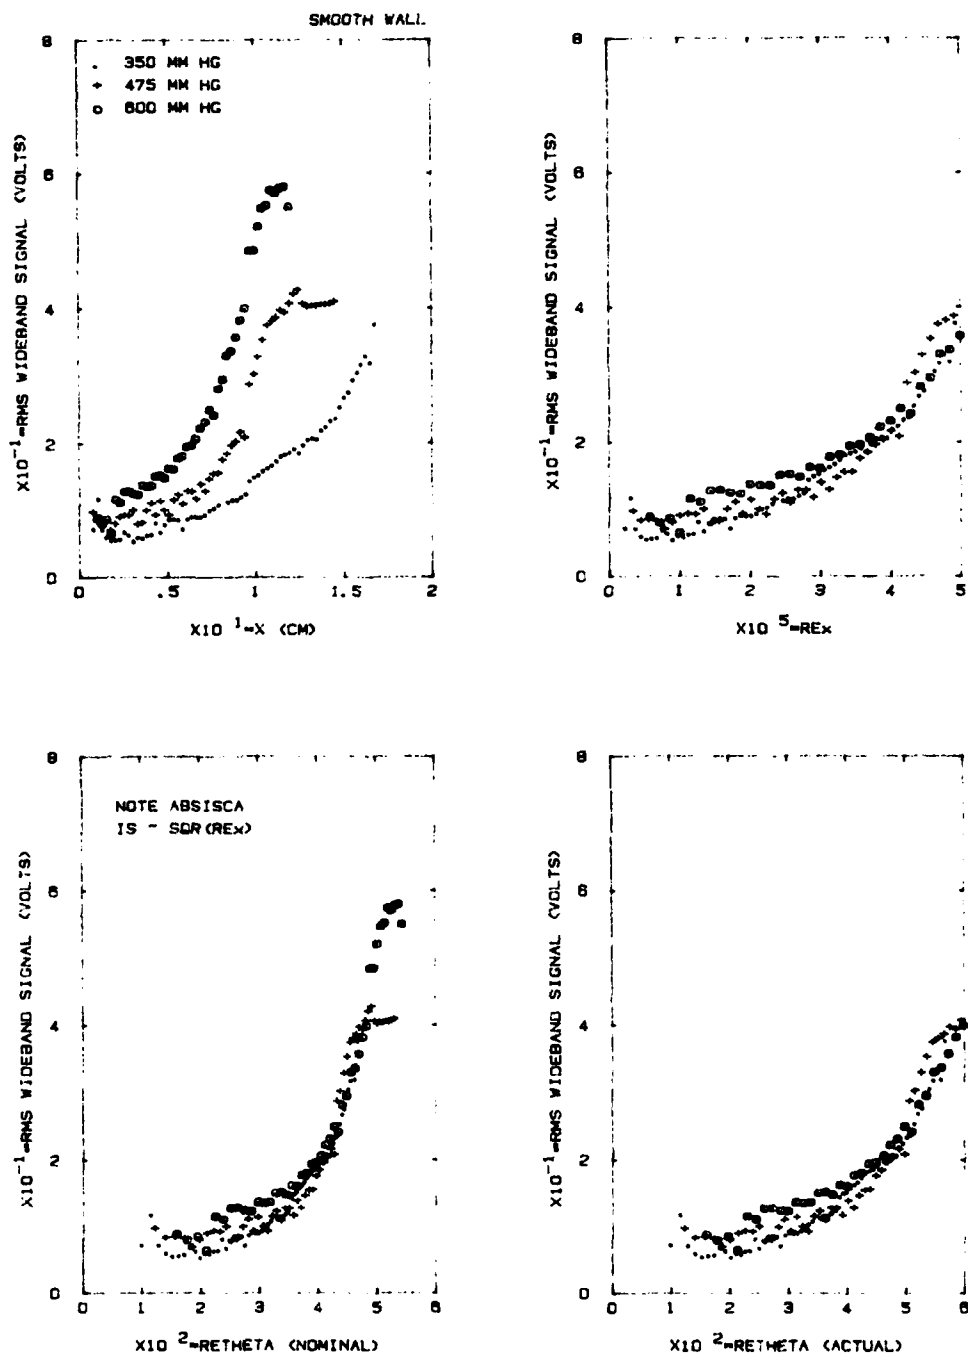 SMOOTH WALL
8
6
4
2
0
X10⁻¹=RMS WIDEBAND SIGNAL (VOLTS)
. 350 MM HG
+ 475 MM HG
o 600 MM HG
0 .5 1 1.5 2
X10 ¹=X (CM)
8
6
4
2
0
X10⁻¹=RMS WIDEBAND SIGNAL (VOLTS)
0 1 2 3 4 5
X10 ⁵=REx
8
6
4
2
0
X10⁻¹=RMS WIDEBAND SIGNAL (VOLTS)
NOTE ABSISCA
IS ~ SQR(REx)
0 1 2 3 4 5 6
X10 ²=RETHETA (NOMINAL)
8
6
4
2
0
X10⁻¹=RMS WIDEBAND SIGNAL (VOLTS)
0 1 2 3 4 5 6
X10 ²=RETHETA (ACTUAL)